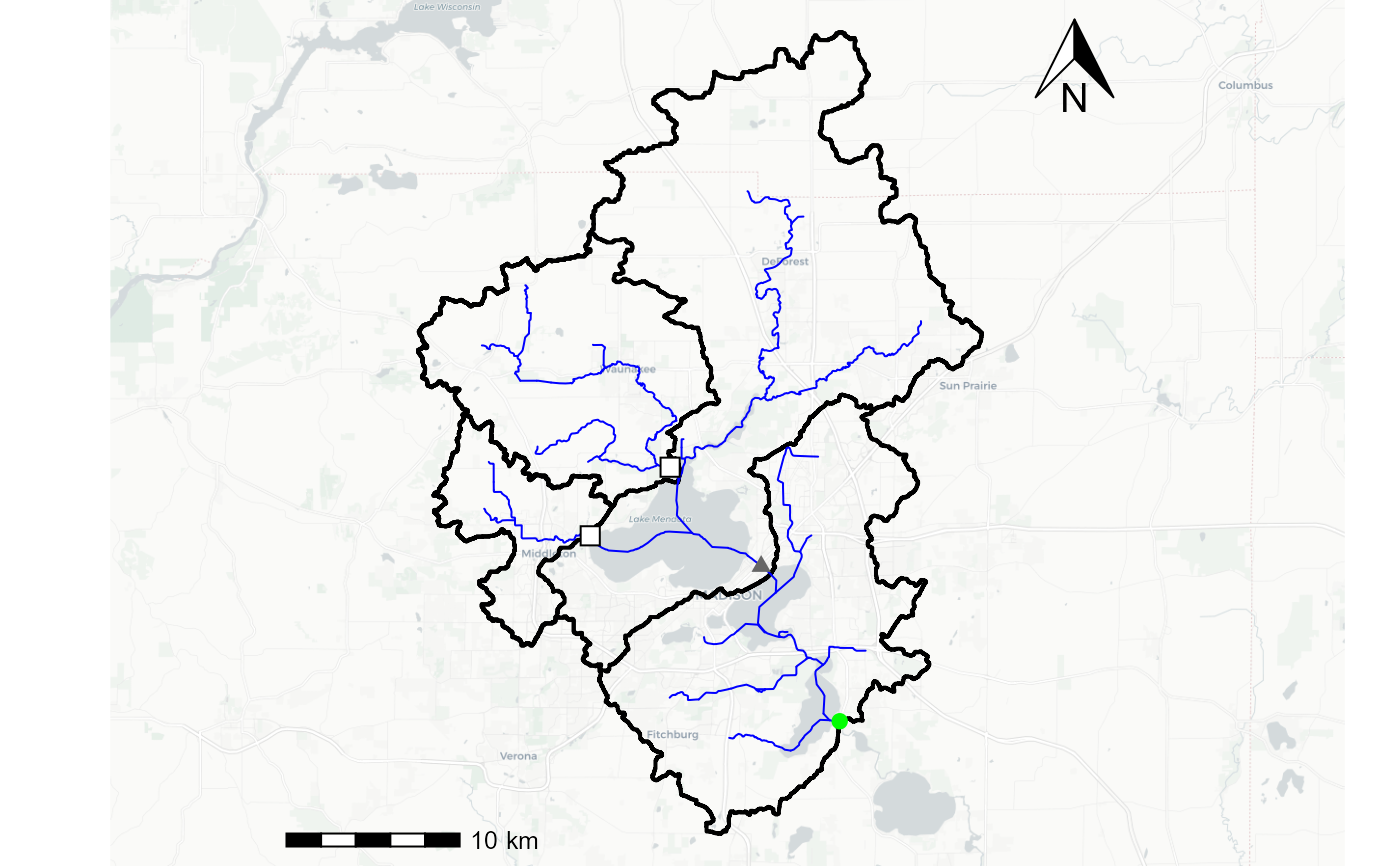 Lake Wisconsin
Columbus
N
DeForest
Waunakee
Sun Prairie
Lake Mendota
Middleton
MADISON
Fitchburg
Verona
10 km